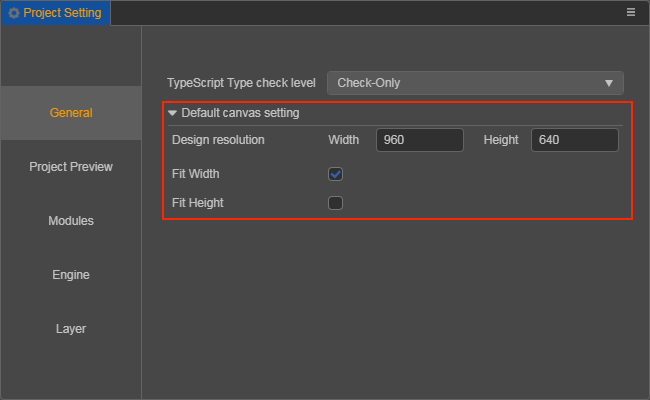 Project Setting
TypeScript Type check level Check-Only
Default canvas setting
General
Design resolution Width 960 Height 640
Project Preview
Fit Width
Fit Height
Modules
Engine
Layer